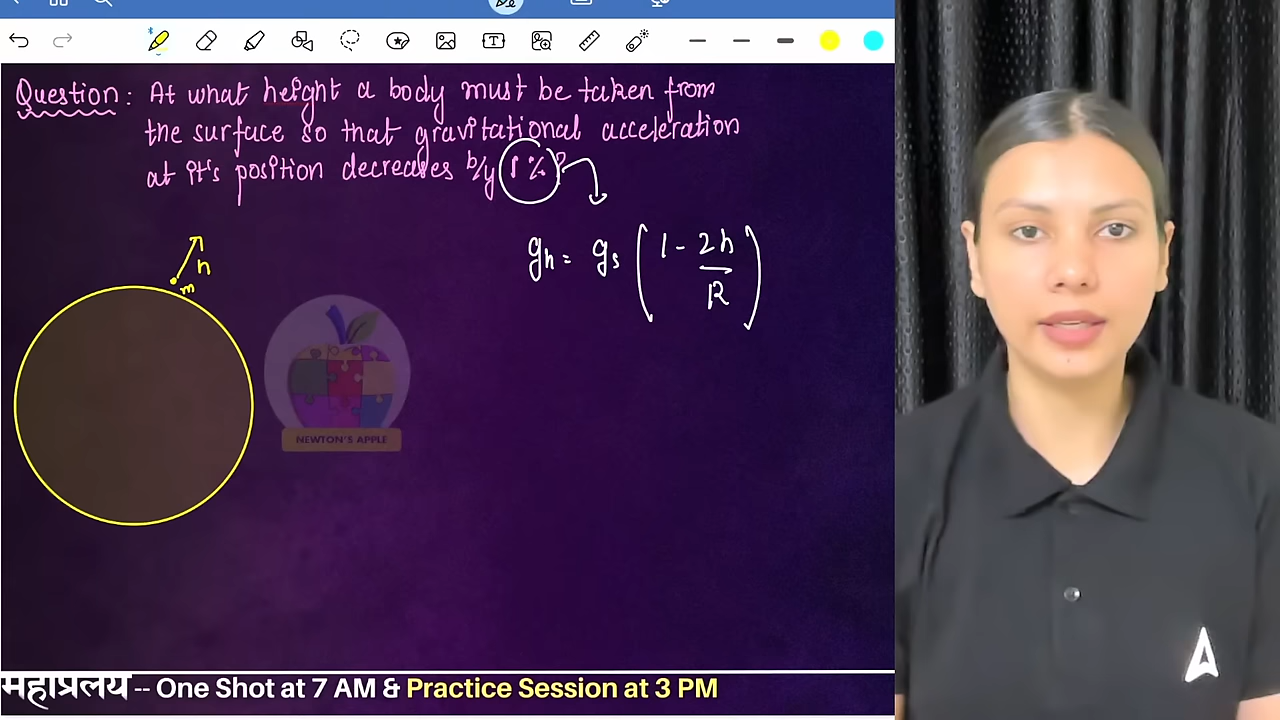 Question: At what height a body must be taken from
the surface so that gravitational acceleration
at it's position decreases b/y 1 % ?
gh = gs ( 1 - 2h / R )
h
m
NEWTON'S APPLE
महाप्रलय -- One Shot at 7 AM & Practice Session at 3 PM